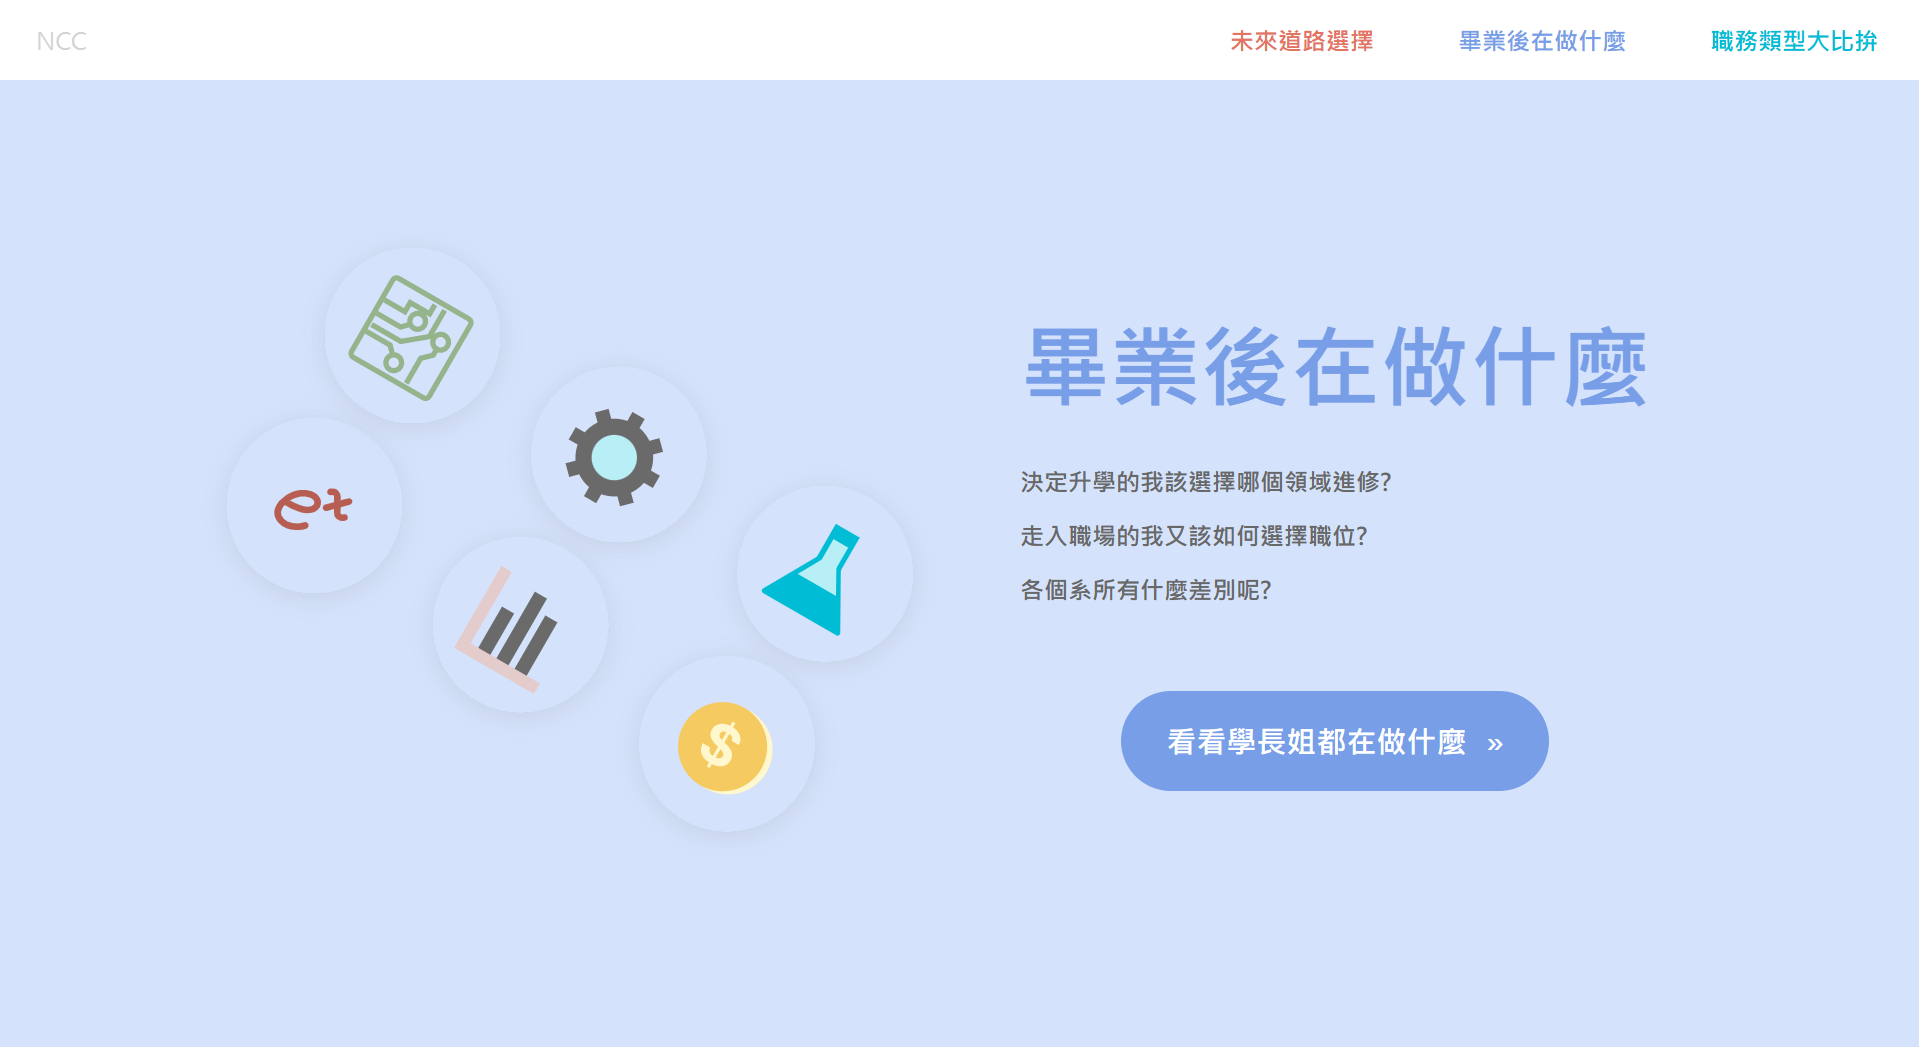 NCC
未來道路選擇
畢業後在做什麼
職務類型大比拚
et
畢業後在做什麼
決定升學的我該選擇哪個領域進修?
走入職場的我又該如何選擇職位?
各個系所有什麼差別呢?
$
看看學長姐都在做什麼 »